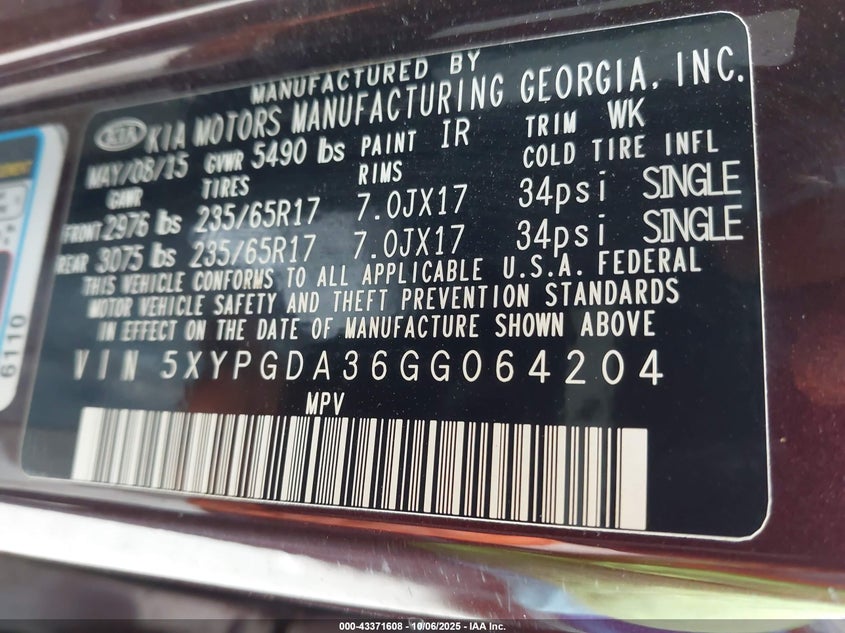 MANUFACTURED BY
KIA KIA MOTORS MANUFACTURING GEORGIA, INC.
MAY/08/15 GVWR 5490 lbs PAINT IR TRIM WK
GAWR TIRES RIMS COLD TIRE INFL
FRONT 2976 lbs 235/65R17 7.0JX17 34psi SINGLE
REAR 3075 lbs 235/65R17 7.0JX17 34psi SINGLE
THIS VEHICLE CONFORMS TO ALL APPLICABLE U.S.A. FEDERAL
MOTOR VEHICLE SAFETY AND THEFT PREVENTION STANDARDS
IN EFFECT ON THE DATE OF MANUFACTURE SHOWN ABOVE
VIN 5XYPGDA36GG064204
MPV
6110
000-43371608 | 10/06/2025 - IAA Inc.